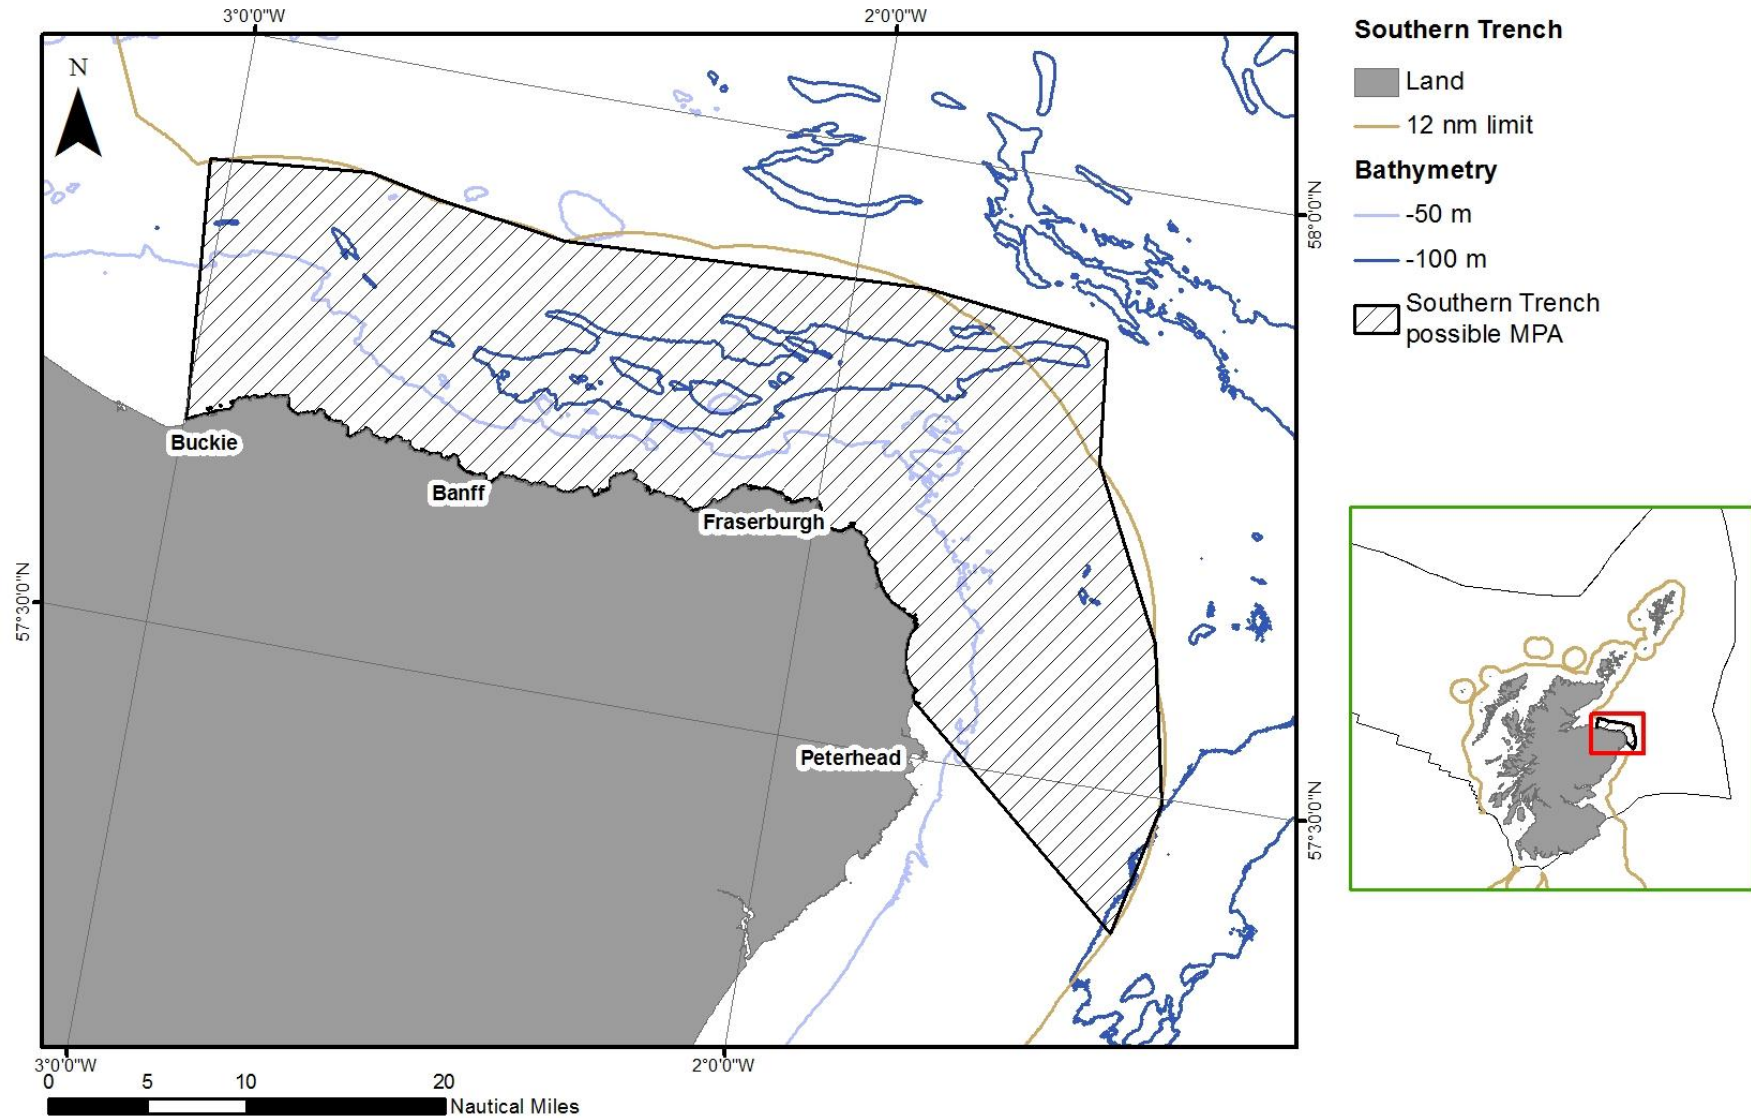 3°0'0"W
2°0'0"W
N
58°0'0"N
57°30'0"N
57°30'0"N
Buckie
Banff
Fraserburgh
Peterhead
3°0'0"W
2°0'0"W
0 5 10 20
Nautical Miles
Southern Trench
Land
12 nm limit
Bathymetry
-50 m
-100 m
Southern Trench
possible MPA